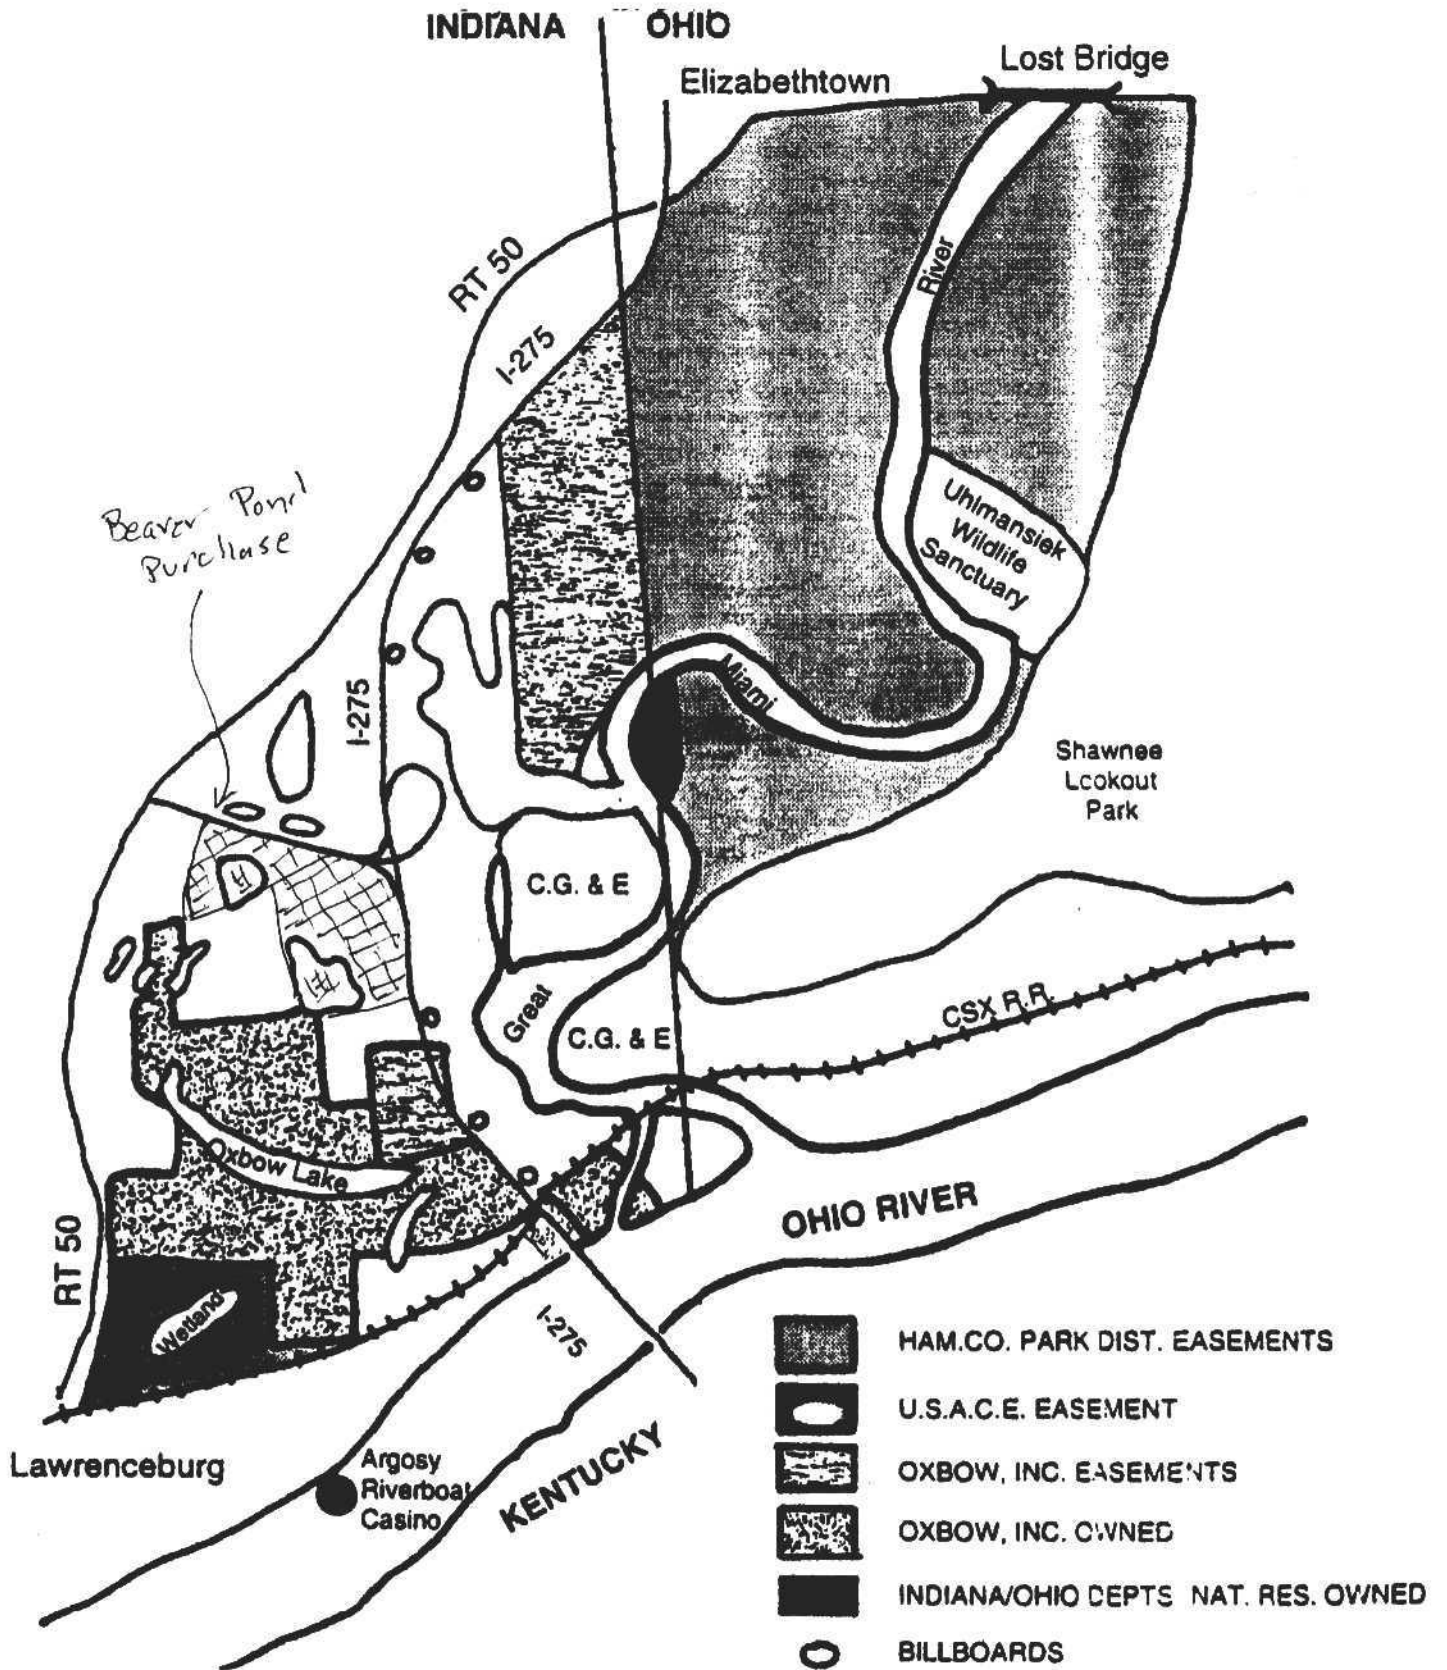 INDIANA
OHIO
Elizabethtown
Lost Bridge
RT 50
I-275
River
Beaver Pond
Purchase
Uhlmansiek
Wildlife
Sanctuary
I-275
Miami
Shawnee
Lookout
Park
C.G. & E
Great
C.G. & E
CSX R.R.
Oxbow Lake
OHIO RIVER
RT 50
Wetland
I-275
Lawrenceburg
Argosy
Riverboat
Casino
KENTUCKY
HAM.CO. PARK DIST. EASEMENTS
U.S.A.C.E. EASEMENT
OXBOW, INC. EASEMENTS
OXBOW, INC. OWNED
INDIANA/OHIO DEPTS NAT. RES. OWNED
BILLBOARDS